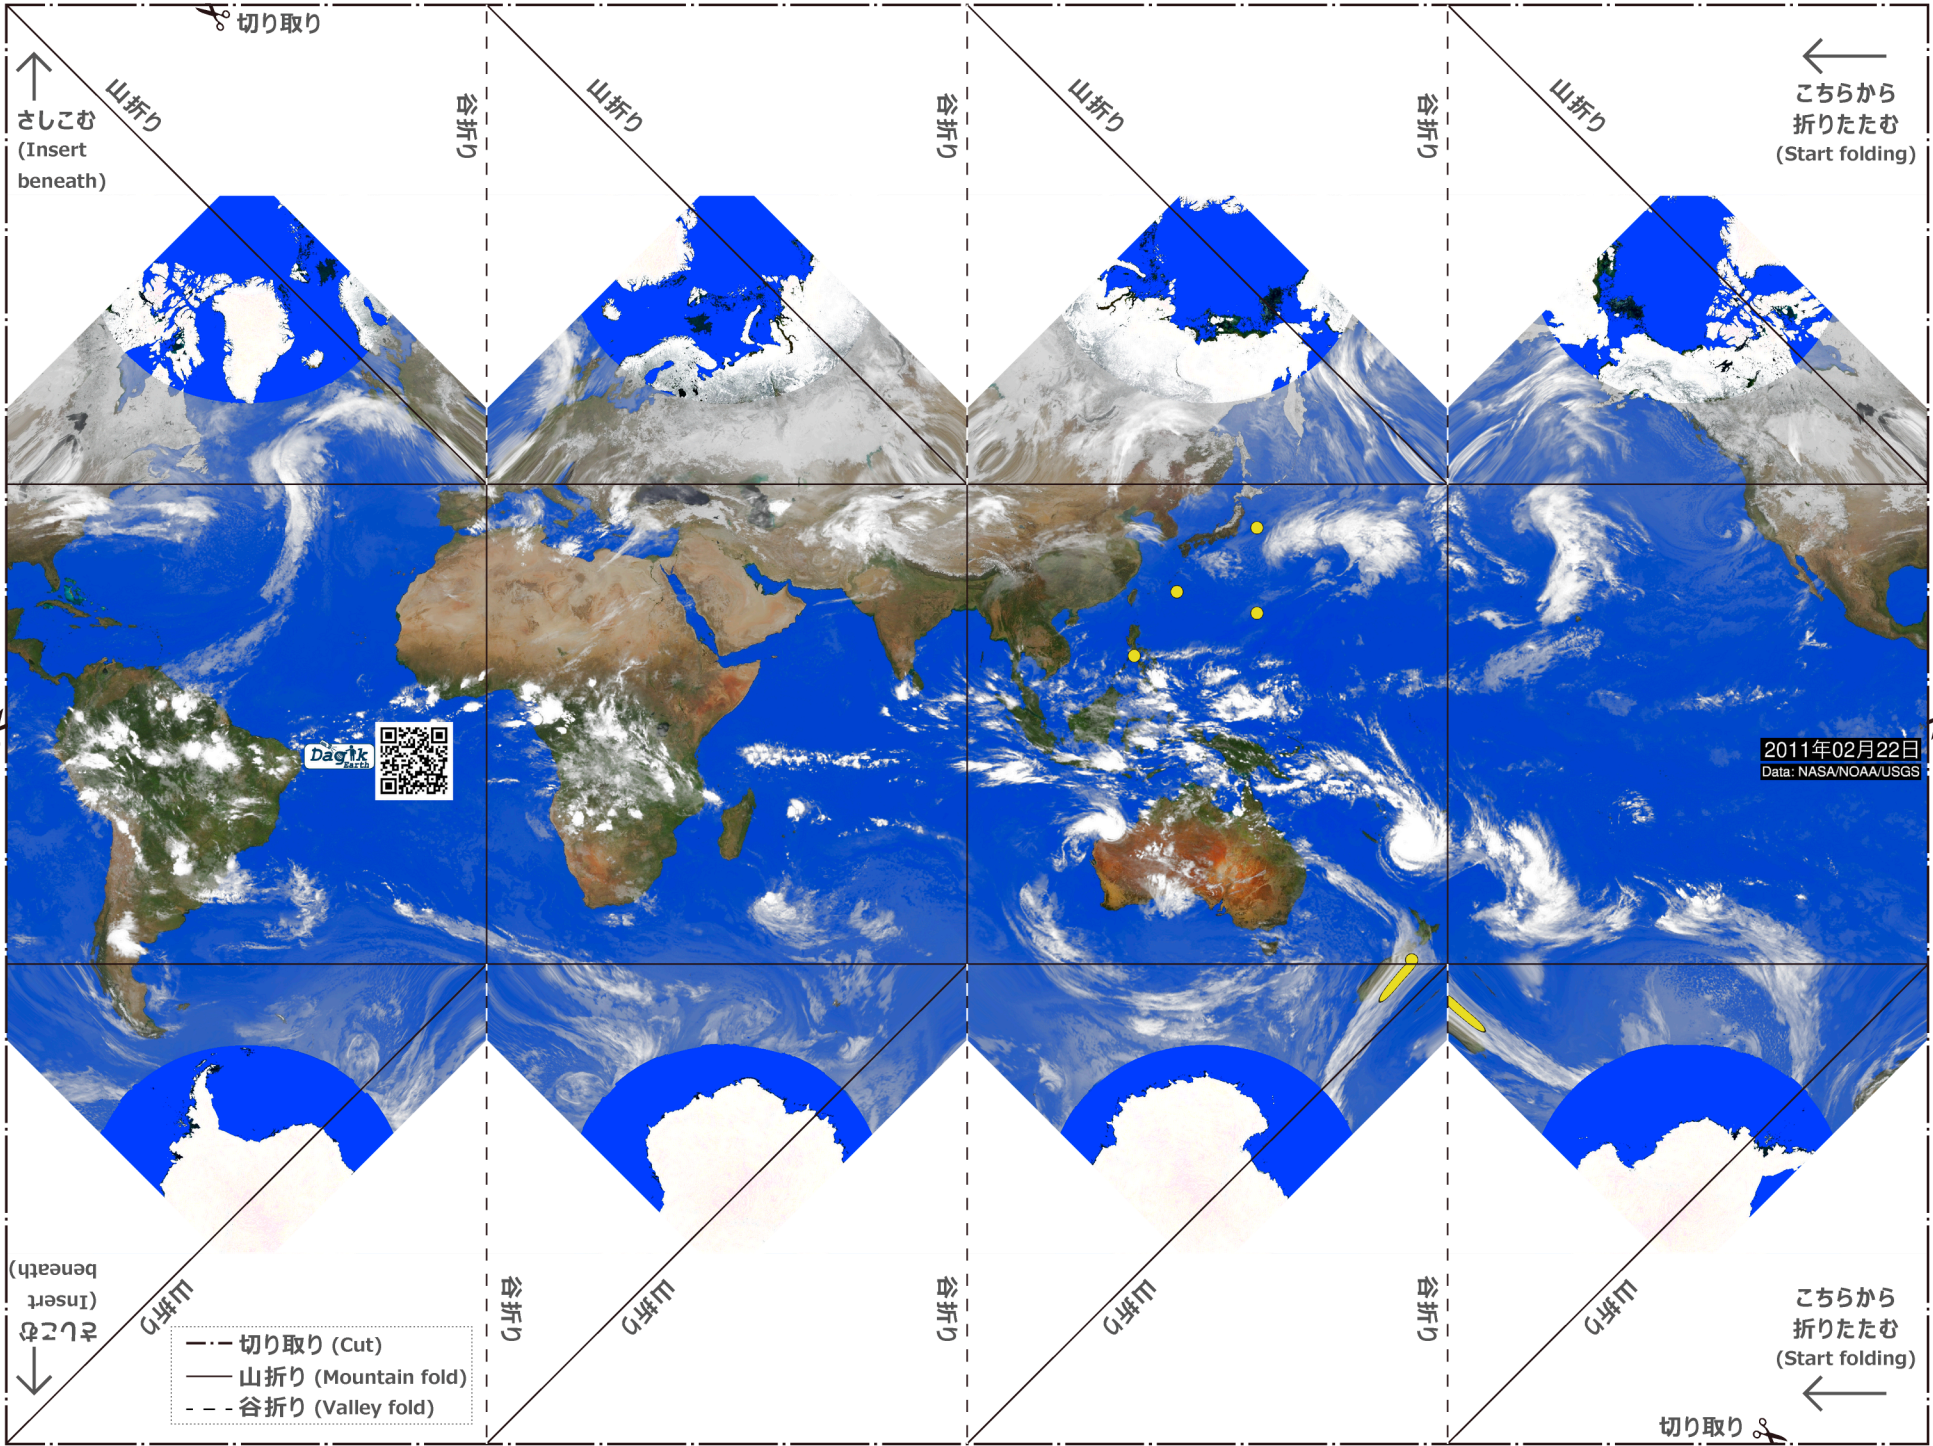 切り取り
山折り
谷折り
山折り
谷折り
山折り
谷折り
山折り
さしこむ
(Insert
beneath)
こちらから
折りたたむ
(Start folding)
Dagik
Earth
2011年02月22日
Data: NASA/NOAA/USGS
さしこむ
(Insert
beneath)
山折り
谷折り
山折り
谷折り
山折り
谷折り
山折り
切り取り (Cut)
山折り (Mountain fold)
谷折り (Valley fold)
こちらから
折りたたむ
(Start folding)
切り取り